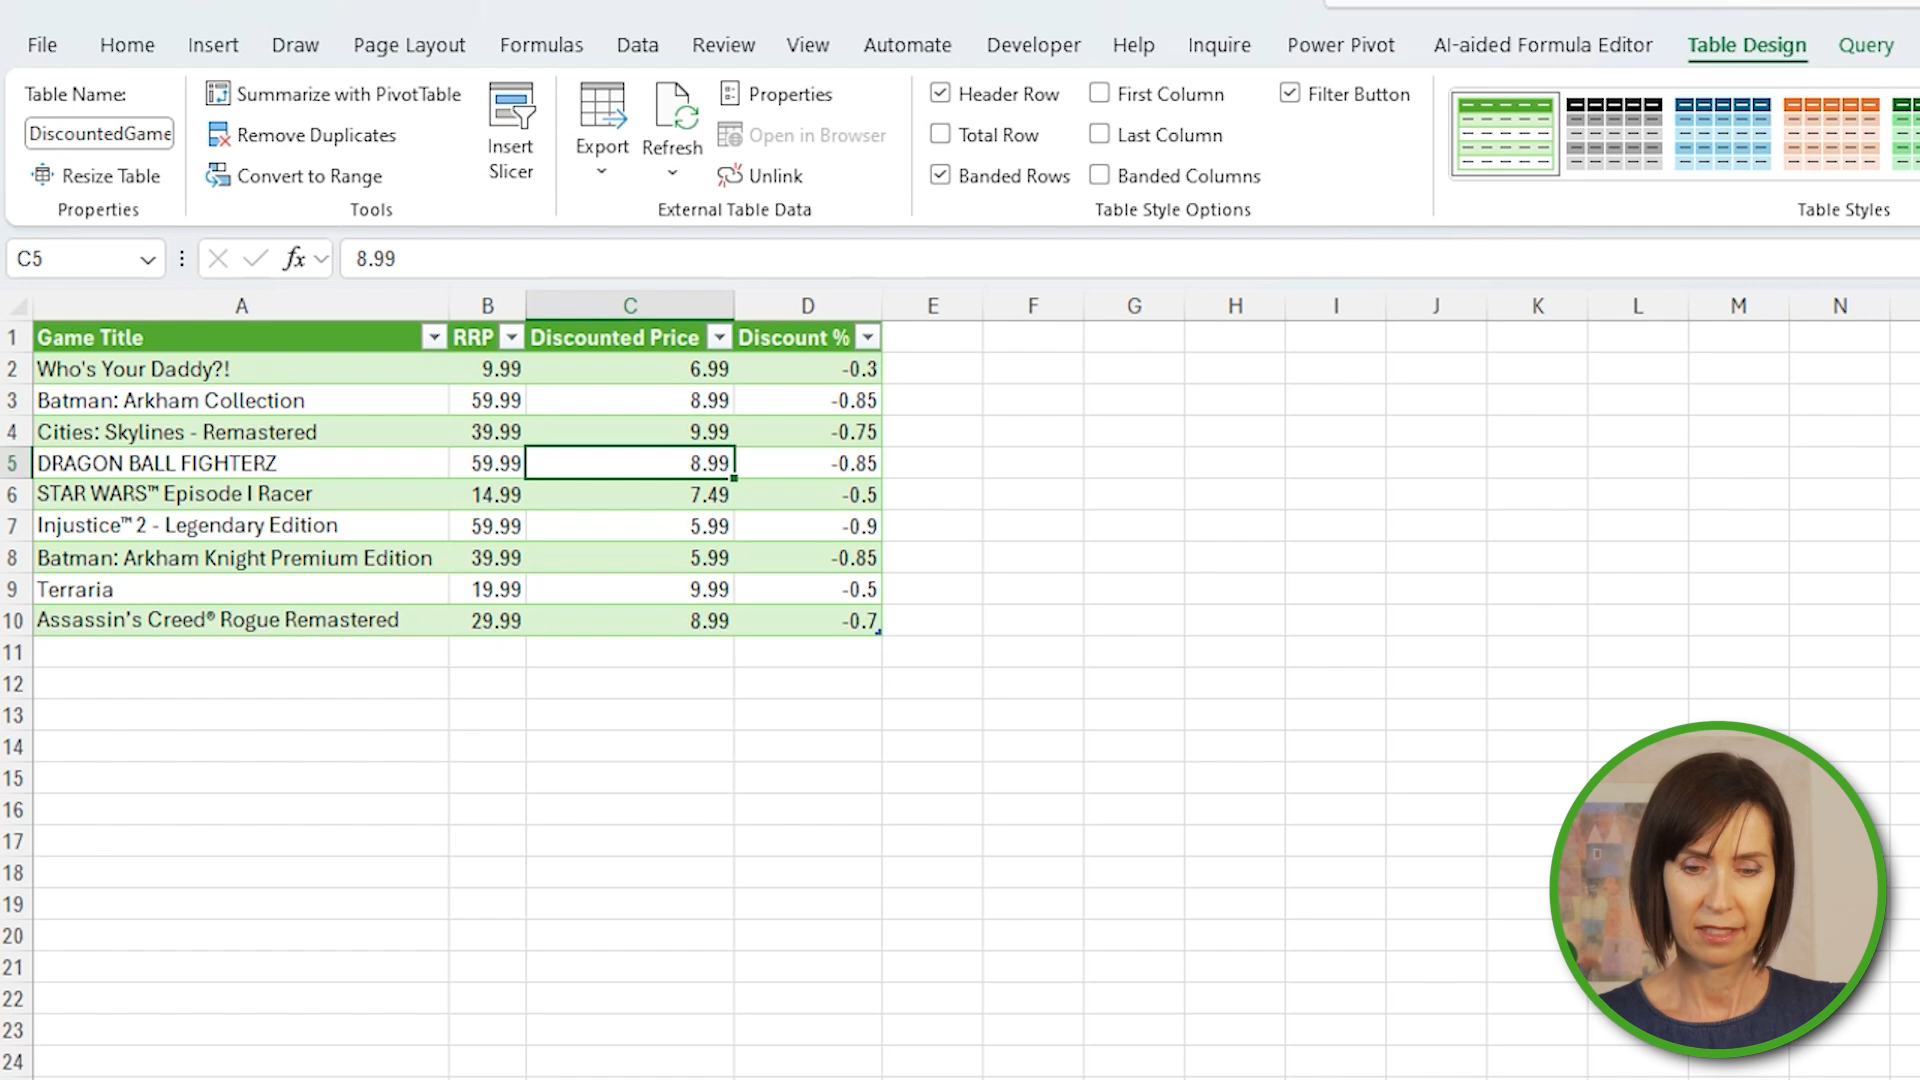 File Home Insert Draw Page Layout Formulas Data Review View Automate Developer Help Inquire Power Pivot AI-aided Formula Editor Table Design Query
Table Name:
DiscountedGame
Resize Table
Properties
Summarize with PivotTable
Remove Duplicates
Convert to Range
Tools
Insert
Slicer
Export
Refresh
Properties
Open in Browser
Unlink
External Table Data
Header Row
Total Row
Banded Rows
First Column
Last Column
Banded Columns
Filter Button
Table Style Options
Table Styles
C5 fx 8.99
A B C D E F G H I J K L M N
1 Game Title RRP Discounted Price Discount %
2 Who's Your Daddy?! 9.99 6.99 -0.3
3 Batman: Arkham Collection 59.99 8.99 -0.85
4 Cities: Skylines - Remastered 39.99 9.99 -0.75
5 DRAGON BALL FIGHTERZ 59.99 8.99 -0.85
6 STAR WARS™ Episode I Racer 14.99 7.49 -0.5
7 Injustice™ 2 - Legendary Edition 59.99 5.99 -0.9
8 Batman: Arkham Knight Premium Edition 39.99 5.99 -0.85
9 Terraria 19.99 9.99 -0.5
10 Assassin's Creed® Rogue Remastered 29.99 8.99 -0.7
11
12
13
14
15
16
17
18
19
20
21
22
23
24